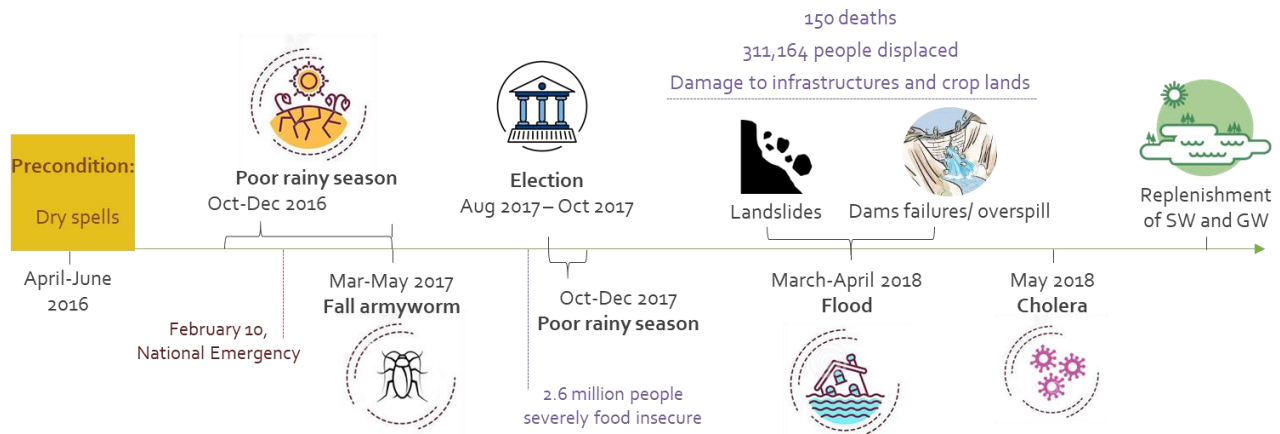 150 deaths
311,164 people displaced
Damage to infrastructures and crop lands
Precondition:
Dry spells
April-June
2016
Poor rainy season
Oct-Dec 2016
February 10,
National Emergency
Mar-May 2017
Fall armyworm
Election
Aug 2017 – Oct 2017
Oct-Dec 2017
Poor rainy season
2.6 million people
severely food insecure
Landslides
Dams failures/ overspill
March-April 2018
Flood
May 2018
Cholera
Replenishment
of SW and GW